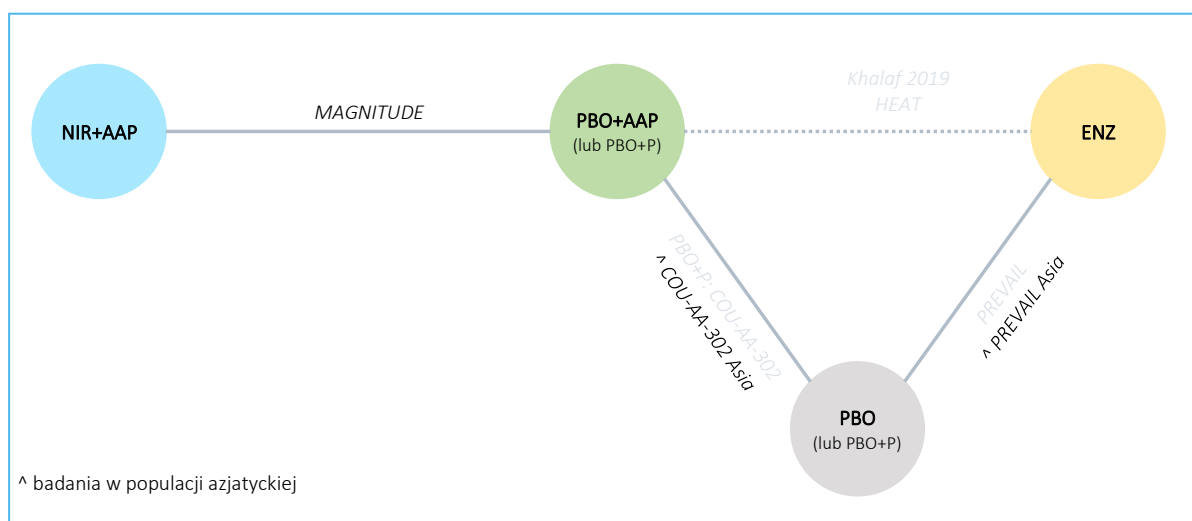 Khalaf 2019
HEAT
MAGNITUDE
NIR+AAP
PBO+AAP
(lub PBO+P)
ENZ
PBO+P: COU-AA-302
^ COU-AA-302 Asia
PREVAIL
^ PREVAIL Asia
PBO
(lub PBO+P)
^ badania w populacji azjatyckiej